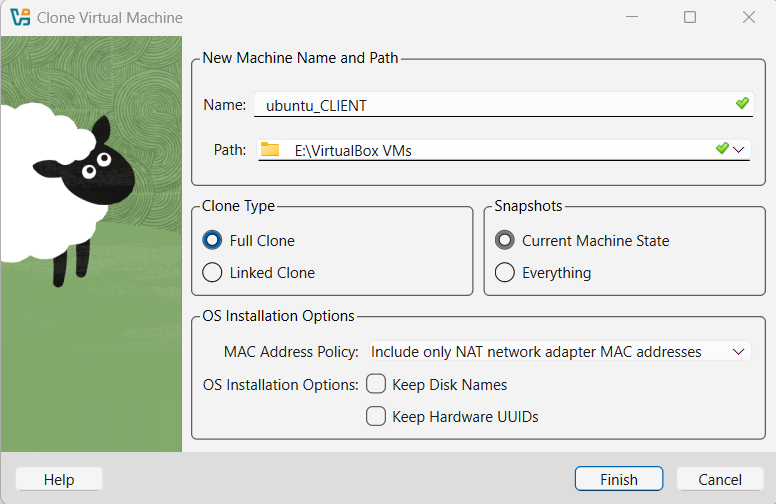 Clone Virtual Machine
New Machine Name and Path
Name: ubuntu_CLIENT
Path: E:\VirtualBox VMs
Clone Type
Full Clone
Linked Clone
Snapshots
Current Machine State
Everything
OS Installation Options
MAC Address Policy: Include only NAT network adapter MAC addresses
OS Installation Options: Keep Disk Names
Keep Hardware UUIDs
Help
Finish
Cancel